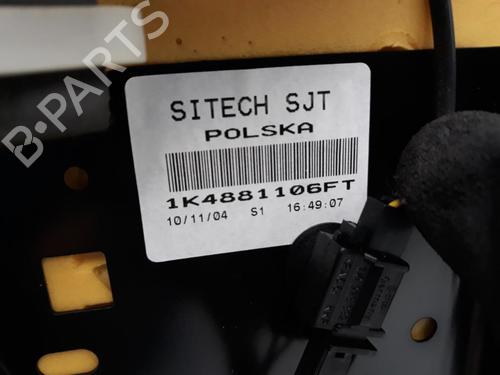 SITECH SJT
POLSKA
1K4881106FT
10/11/04 S1 16:49:07
B-PARTS